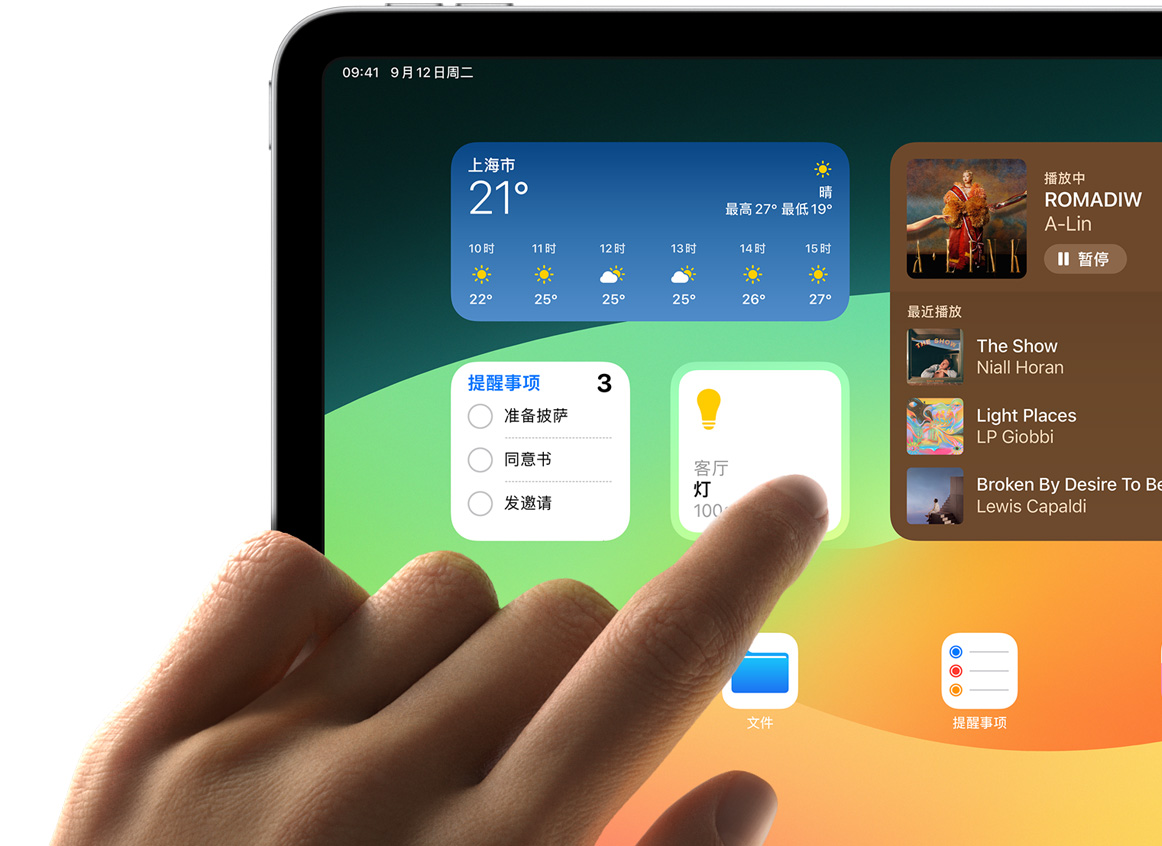 09:41 9月12日周二
上海市
21°
晴
最高 27° 最低 19°
10时 11时 12时 13时 14时 15时
22° 25° 25° 25° 26° 27°
提醒事项 3
准备披萨
同意书
发邀请
客厅
灯
播放中
ROMADIW
A-Lin
暂停
最近播放
The Show
Niall Horan
Light Places
LP Giobbi
Broken By Desire To Be
Lewis Capaldi
THE SHOW
A LIN
文件
提醒事项